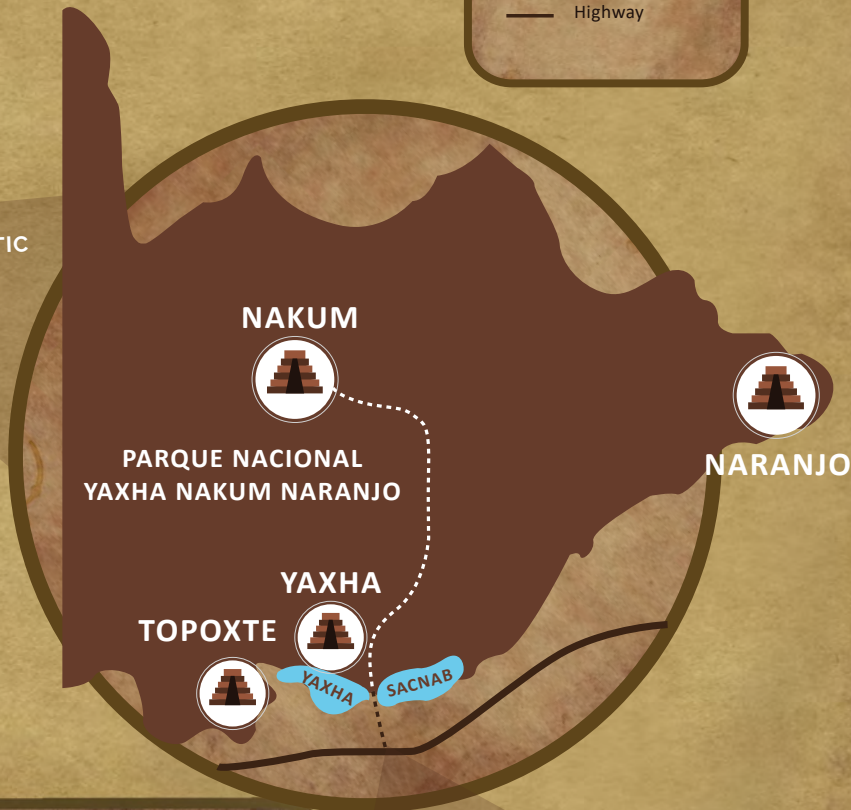 Highway
TIC
NAKUM
NARANJO
PARQUE NACIONAL
YAXHA NAKUM NARANJO
YAXHA
TOPOXTE
YAXHA
SACNAB